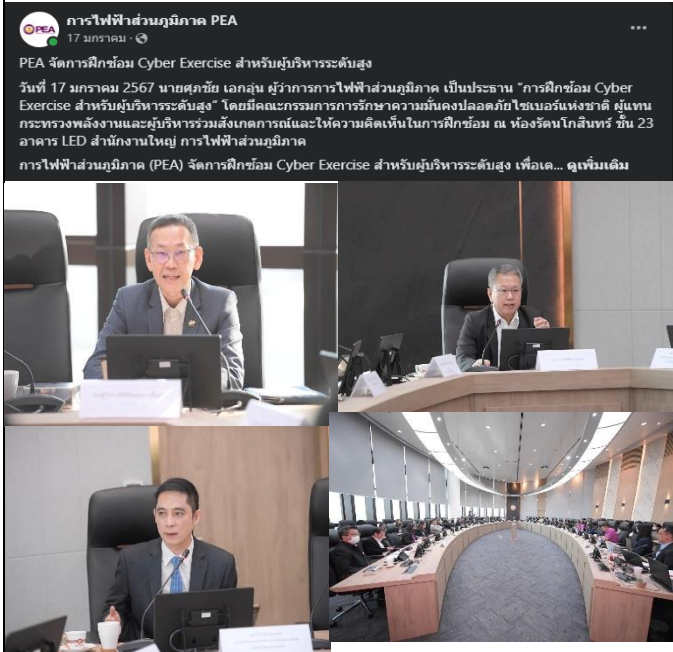 การไฟฟ้าส่วนภูมิภาค PEA
17 มกราคม
PEA
PEA จัดการฝึกซ้อม Cyber Exercise สำหรับผู้บริหารระดับสูง
วันที่ 17 มกราคม 2567 นายศุภชัย เอกอุ่น ผู้ว่าการการไฟฟ้าส่วนภูมิภาค เป็นประธาน "การฝึกซ้อม Cyber
Exercise สำหรับผู้บริหารระดับสูง" โดยมีคณะกรรมการการรักษาความมั่นคงปลอดภัยไซเบอร์แห่งชาติ ผู้แทน
กระทรวงพลังงานและผู้บริหารร่วมสังเกตการณ์และให้ความคิดเห็นในการฝึกซ้อม ณ ห้องรัตนโกสินทร์ ชั้น 23
อาคาร LED สำนักงานใหญ่ การไฟฟ้าส่วนภูมิภาค
การไฟฟ้าส่วนภูมิภาค (PEA) จัดการฝึกซ้อม Cyber Exercise สำหรับผู้บริหารระดับสูง เพื่อเต... ดูเพิ่มเติม